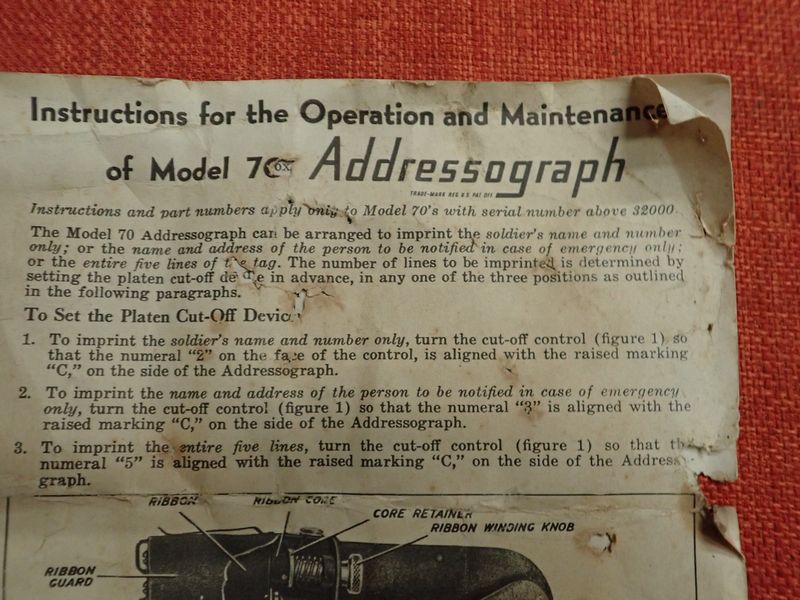 Instructions for the Operation and Maintenance
of Model 70 Addressograph
TRADE-MARK REG. U.S. PAT. OFF.
Instructions and part numbers apply only to Model 70's with serial number above 32000.
The Model 70 Addressograph can be arranged to imprint the soldier's name and number
only; or the name and address of the person to be notified in case of emergency only;
or the entire five lines of the tag. The number of lines to be imprinted is determined by
setting the platen cut-off de in advance, in any one of the three positions as outlined
in the following paragraphs.
To Set the Platen Cut-Off Devic
1. To imprint the soldier's name and number only, turn the cut-off control (figure 1) so
that the numeral "2" on the face of the control, is aligned with the raised marking
"C," on the side of the Addressograph.
2. To imprint the name and address of the person to be notified in case of emergency
only, turn the cut-off control (figure 1) so that the numeral "3" is aligned with the
raised marking "C," on the side of the Addressograph.
3. To imprint the entire five lines, turn the cut-off control (figure 1) so that th
numeral "5" is aligned with the raised marking "C," on the side of the Address
graph.
RIBBON
RIBBON CORE
CORE RETAINER
RIBBON WINDING KNOB
RIBBON
GUARD